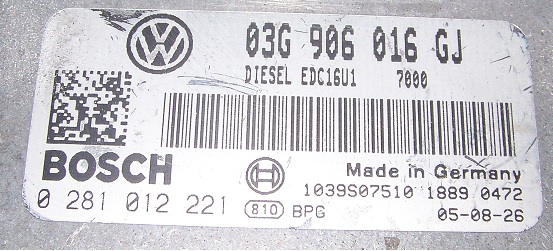 03G 906 016 GJ
DIESEL EDC16U1 7000
BOSCH
Made in Germany
1039S07510 1889 0472
0 281 012 221 810 BPG 05-08-26